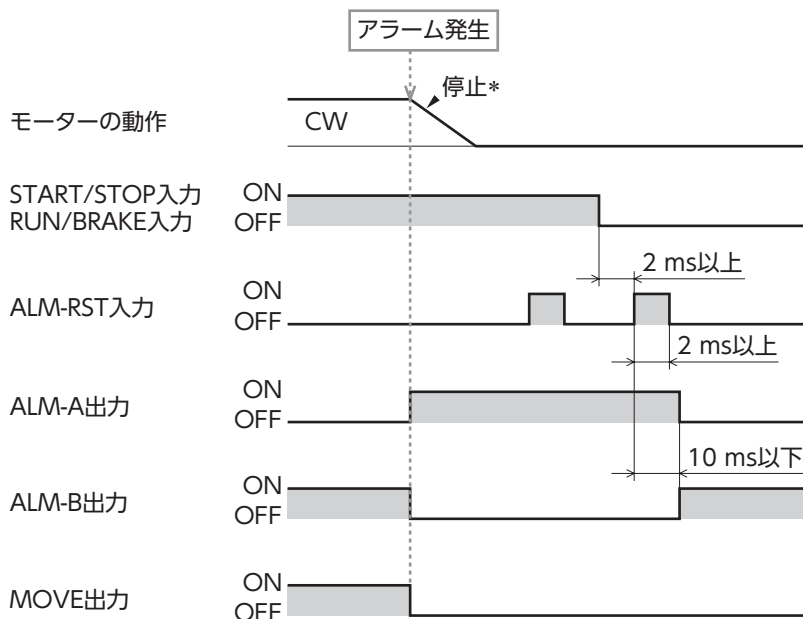 アラーム発生
停止*
モーターの動作
CW
START/STOP入力
RUN/BRAKE入力
ON
OFF
2 ms以上
ALM-RST入力
ON
OFF
2 ms以上
ALM-A出力
ON
OFF
10 ms以下
ALM-B出力
ON
OFF
MOVE出力
ON
OFF